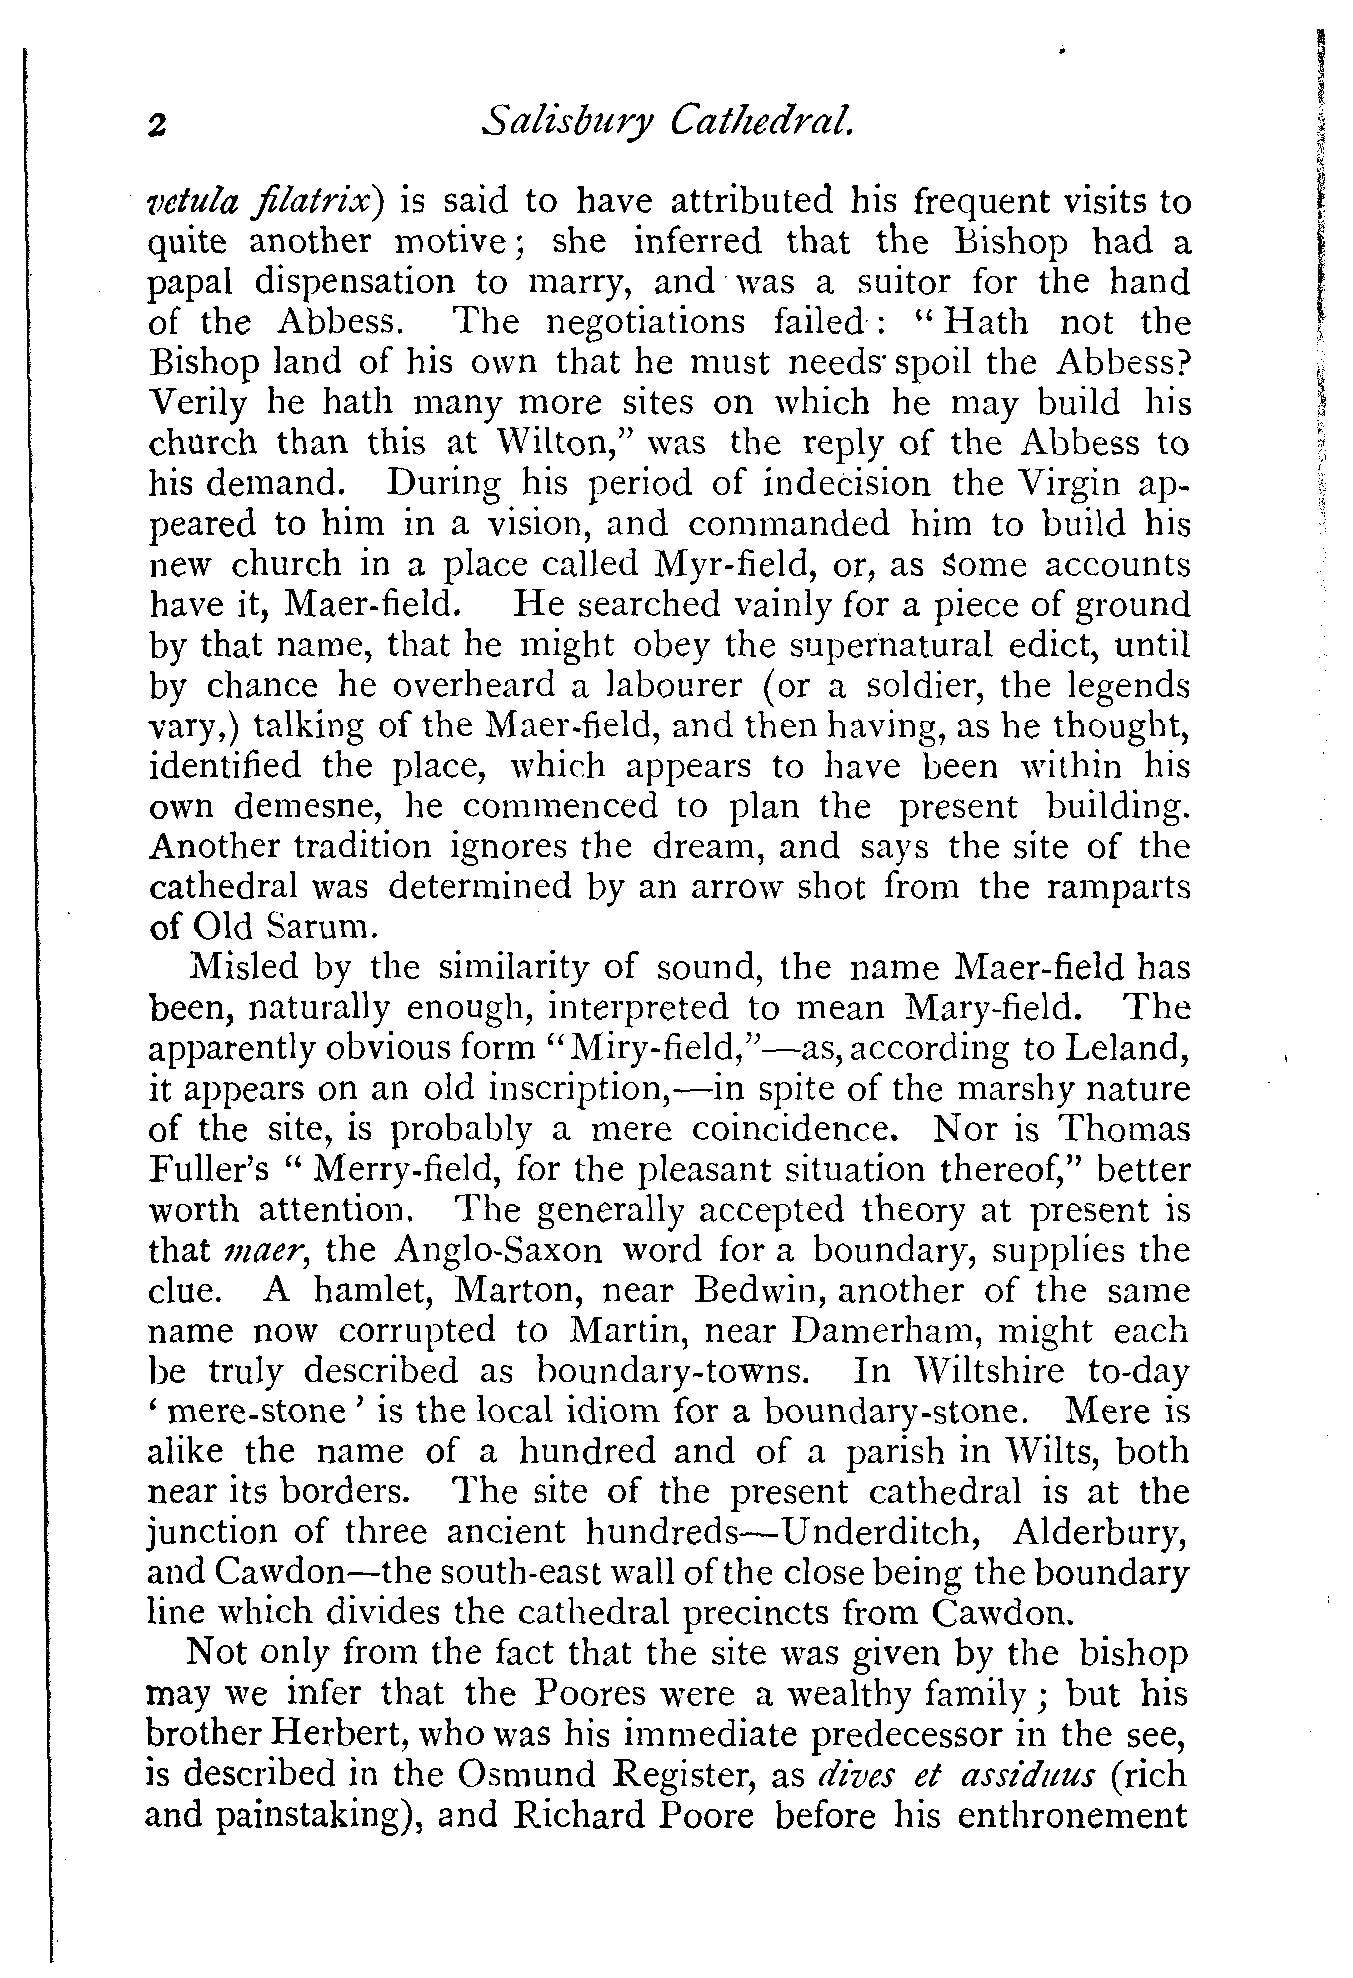 2 Salisbury Cathedral.
vetula filatrix) is said to have attributed his frequent visits to
quite another motive; she inferred that the Bishop had a
papal dispensation to marry, and was a suitor for the hand
of the Abbess. The negotiations failed: “Hath not the
Bishop land of his own that he must needs spoil the Abbess?
Verily he hath many more sites on which he may build his
church than this at Wilton,” was the reply of the Abbess to
his demand. During his period of indecision the Virgin ap-
peared to him in a vision, and commanded him to build his
new church in a place called Myr-field, or, as some accounts
have it, Maer-field. He searched vainly for a piece of ground
by that name, that he might obey the supernatural edict, until
by chance he overheard a labourer (or a soldier, the legends
vary,) talking of the Maer-field, and then having, as he thought,
identified the place, which appears to have been within his
own demesne, he commenced to plan the present building.
Another tradition ignores the dream, and says the site of the
cathedral was determined by an arrow shot from the ramparts
of Old Sarum.
Misled by the similarity of sound, the name Maer-field has
been, naturally enough, interpreted to mean Mary-field. The
apparently obvious form “Miry-field,”—as, according to Leland,
it appears on an old inscription,—in spite of the marshy nature
of the site, is probably a mere coincidence. Nor is Thomas
Fuller's “Merry-field, for the pleasant situation thereof,” better
worth attention. The generally accepted theory at present is
that maer, the Anglo-Saxon word for a boundary, supplies the
clue. A hamlet, Marton, near Bedwin, another of the same
name now corrupted to Martin, near Damerham, might each
be truly described as boundary-towns. In Wiltshire to-day
‘mere-stone’ is the local idiom for a boundary-stone. Mere is
alike the name of a hundred and of a parish in Wilts, both
near its borders. The site of the present cathedral is at the
junction of three ancient hundreds—Underditch, Alderbury,
and Cawdon—the south-east wall of the close being the boundary
line which divides the cathedral precincts from Cawdon.
Not only from the fact that the site was given by the bishop
may we infer that the Poores were a wealthy family; but his
brother Herbert, who was his immediate predecessor in the see,
is described in the Osmund Register, as dives et assiduus (rich
and painstaking), and Richard Poore before his enthronement